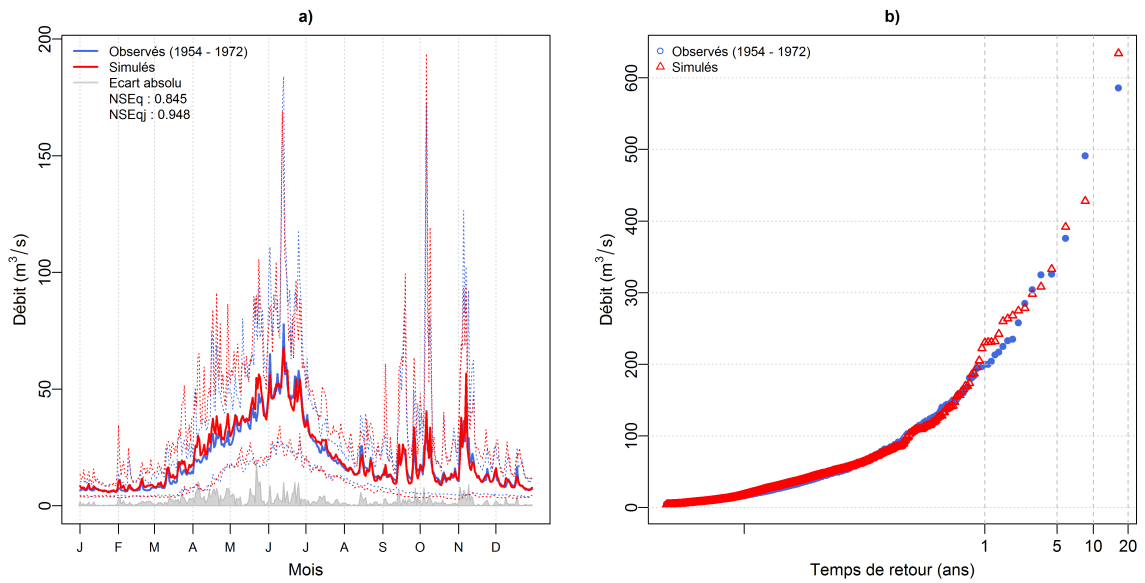 a)
Observés (1954 - 1972)
Simulés
Ecart absolu
NSEq : 0.845
NSEqj : 0.948
Débit (m³/s)
200
150
100
50
0
J F M A M J J A S O N D
Mois
b)
Observés (1954 - 1972)
Simulés
Débit (m³/s)
600
500
400
300
200
100
0
1 5 10 20
Temps de retour (ans)